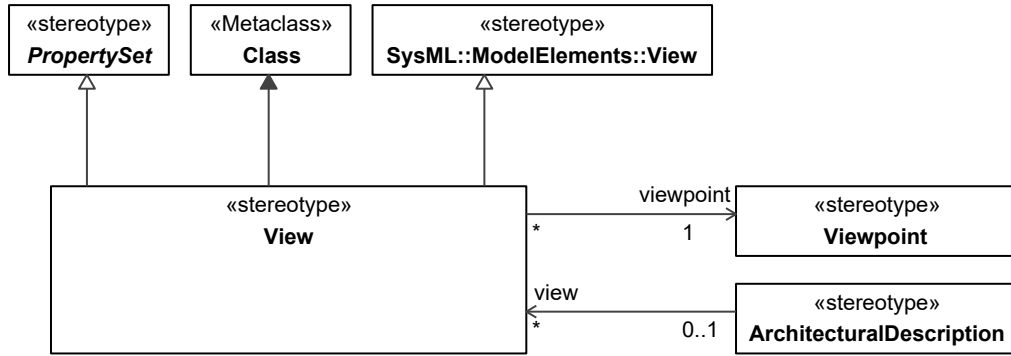 «stereotype»
PropertySet
«Metaclass»
Class
«stereotype»
SysML::ModelElements::View
«stereotype»
View
viewpoint
*
1
«stereotype»
Viewpoint
view
*
0..1
«stereotype»
ArchitecturalDescription